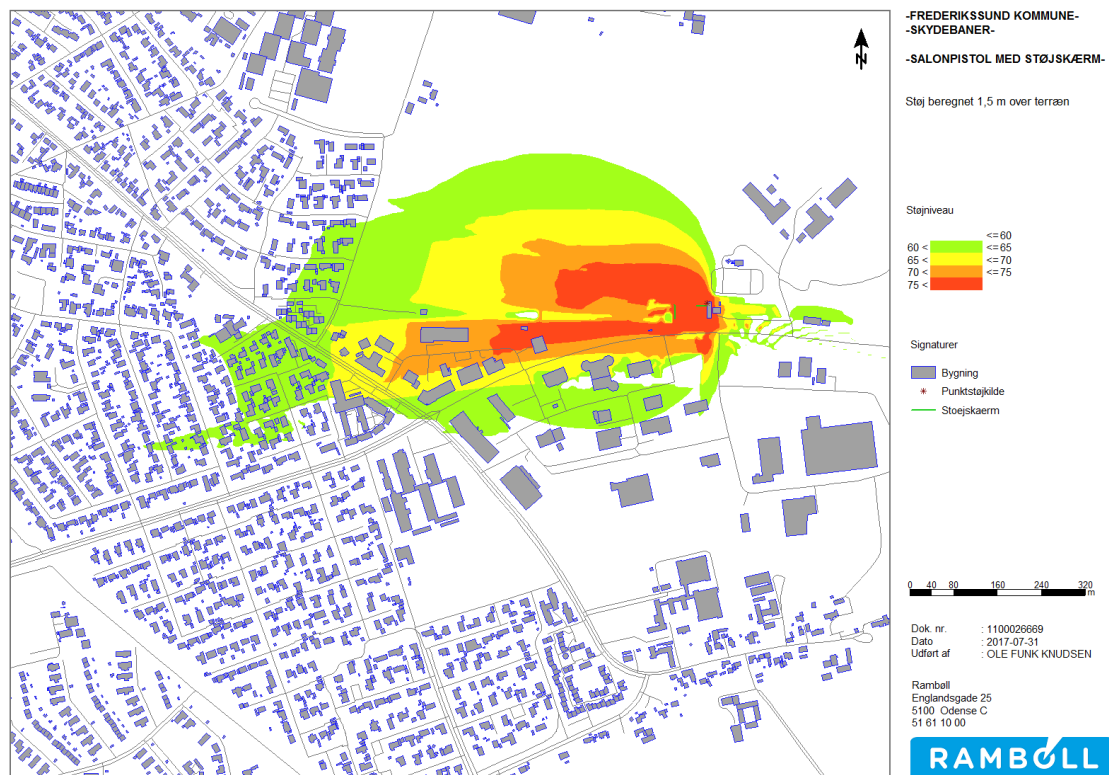 -FREDERIKSSUND KOMMUNE-
-SKYDEBANER-
-SALONPISTOL MED STØJSKÆRM-
Støj beregnet 1,5 m over terræn
N
Støjniveau
<= 60
60 < <= 65
65 < <= 70
70 < <= 75
75 <
Signaturer
Bygning
Punktstøjkilde
Stoejskaerm
0 40 80 160 240 320
m
Dok. nr. : 1100026669
Dato : 2017-07-31
Udført af : OLE FUNK KNUDSEN
Rambøll
Englandsgade 25
5100 Odense C
51 61 10 00
RAMBØLL